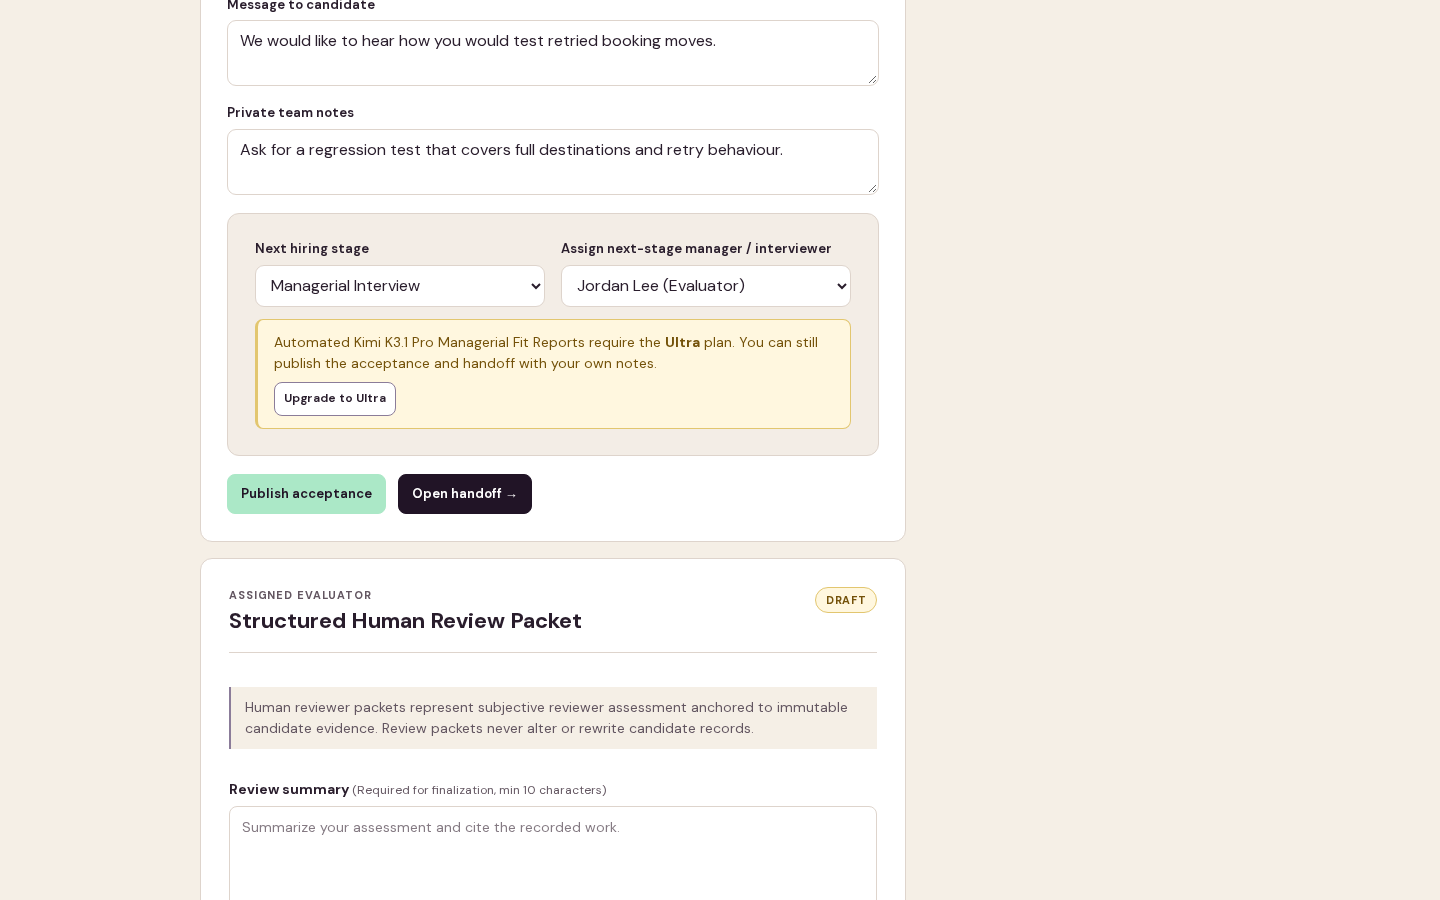 Message to candidate
We would like to hear how you would test retried booking moves.
Private team notes
Ask for a regression test that covers full destinations and retry behaviour.
Next hiring stage
Assign next-stage manager / interviewer
Managerial Interview
Jordan Lee (Evaluator)
Automated Kimi K3.1 Pro Managerial Fit Reports require the Ultra plan. You can still
publish the acceptance and handoff with your own notes.
Upgrade to Ultra
Publish acceptance
Open handoff →
ASSIGNED EVALUATOR
DRAFT
Structured Human Review Packet
Human reviewer packets represent subjective reviewer assessment anchored to immutable
candidate evidence. Review packets never alter or rewrite candidate records.
Review summary (Required for finalization, min 10 characters)
Summarize your assessment and cite the recorded work.